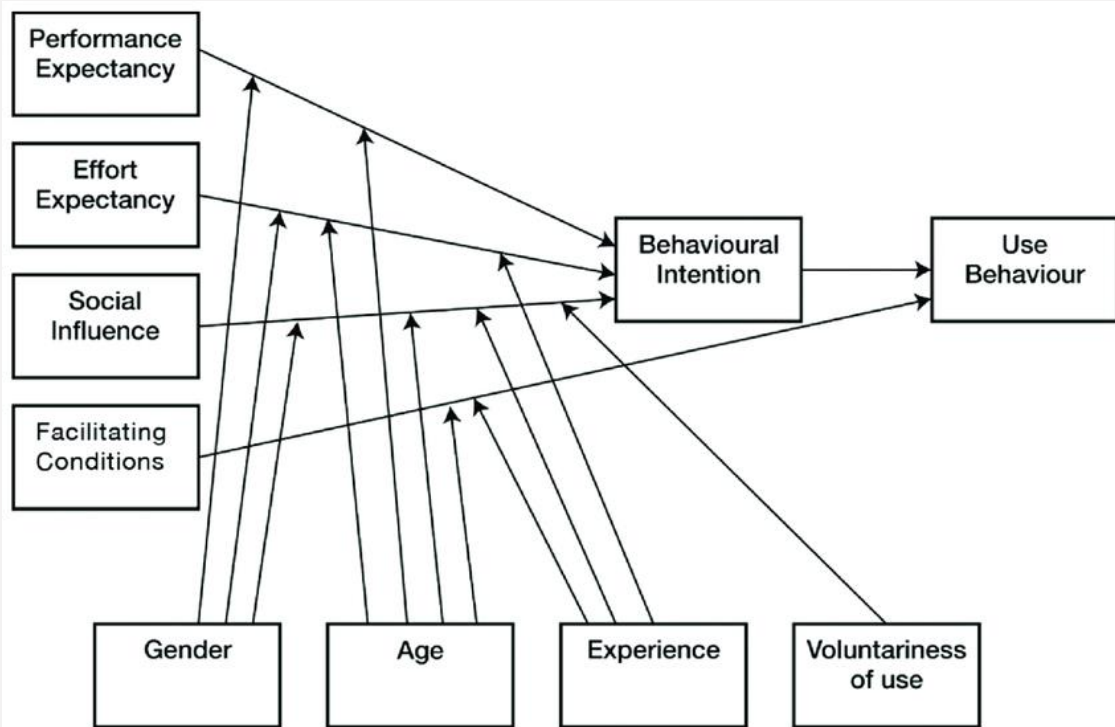 Performance
Expectancy
Effort
Expectancy
Social
Influence
Facilitating
Conditions
Behavioural
Intention
Use
Behaviour
Gender
Age
Experience
Voluntariness
of use